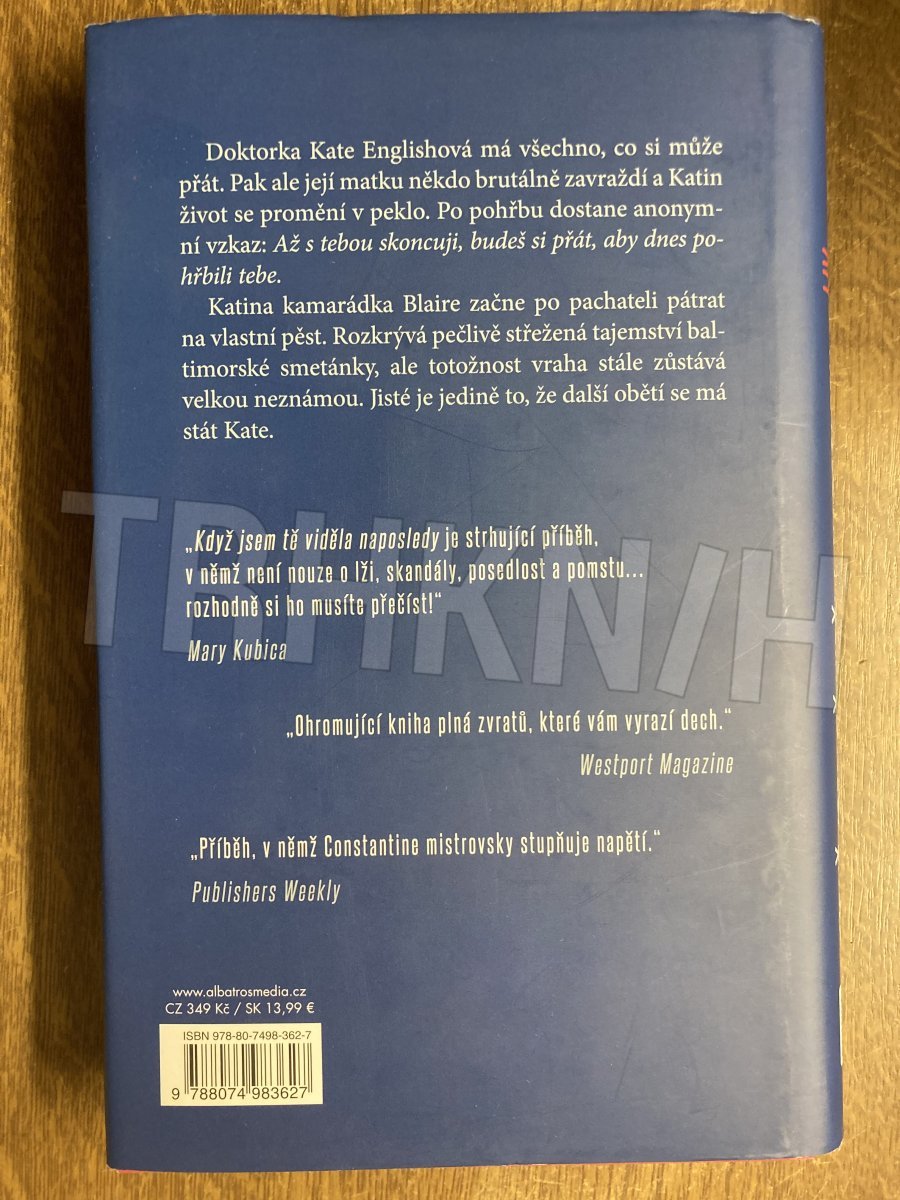 Doktorka Kate Englishová má všechno, co si může
přát. Pak ale její matku někdo brutálně zavraždí a Katin
život se promění v peklo. Po pohřbu dostane anonym-
ní vzkaz: Až s tebou skoncuji, budeš si přát, aby dnes po-
hřbili tebe.
Katina kamarádka Blaire začne po pachateli pátrat
na vlastní pěst. Rozkrývá pečlivě střežená tajemství bal-
timorské smetánky, ale totožnost vraha stále zůstává
velkou neznámou. Jisté je jedině to, že další obětí se má
stát Kate.
„Když jsem tě viděla naposledy je strhující příběh,
v němž není nouze o lži, skandály, posedlost a pomstu...
rozhodně si ho musíte přečíst!“
Mary Kubica
„Ohromující kniha plná zvratů, které vám vyrazí dech.“
Westport Magazine
„Příběh, v němž Constantine mistrovsky stupňuje napětí.“
Publishers Weekly
www.albatrosmedia.cz
CZ 349 Kč / SK 13,99 €
ISBN 978-80-7498-362-7
9 788074 983627
TBHKN/H